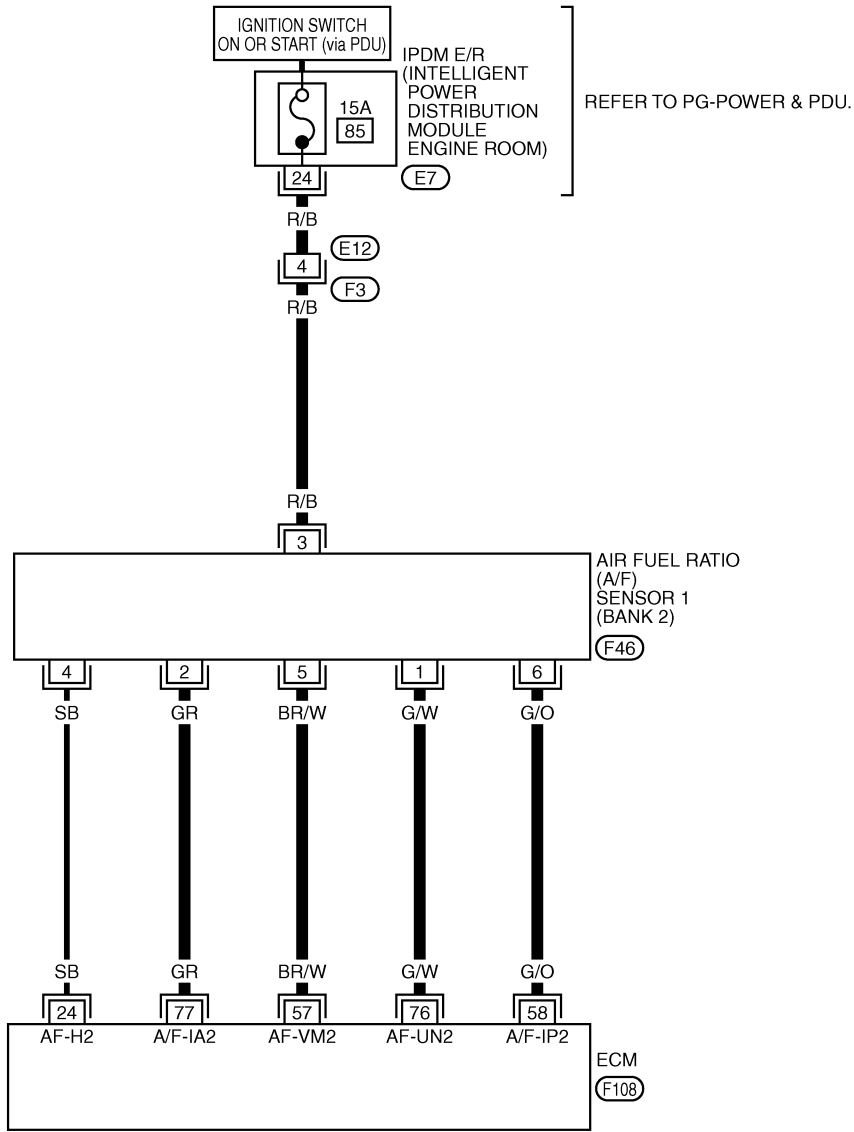 IGNITION SWITCH
ON OR START (via PDU)
IPDM E/R
(INTELLIGENT
POWER
DISTRIBUTION
MODULE
ENGINE ROOM)
REFER TO PG-POWER & PDU.
15A
85
24
E7
R/B
E12
4
F3
R/B
R/B
3
AIR FUEL RATIO
(A/F)
SENSOR 1
(BANK 2)
F46
4 2 5 1 6
SB GR BR/W G/W G/O
SB GR BR/W G/W G/O
24 77 57 76 58
AF-H2 A/F-IA2 AF-VM2 AF-UN2 A/F-IP2
ECM
F108